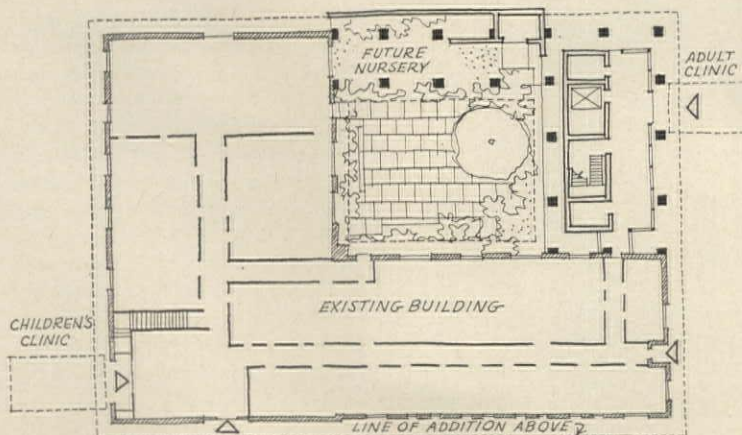 FUTURE
NURSERY
ADULT
CLINIC
EXISTING BUILDING
CHILDREN'S
CLINIC
LINE OF ADDITION ABOVE